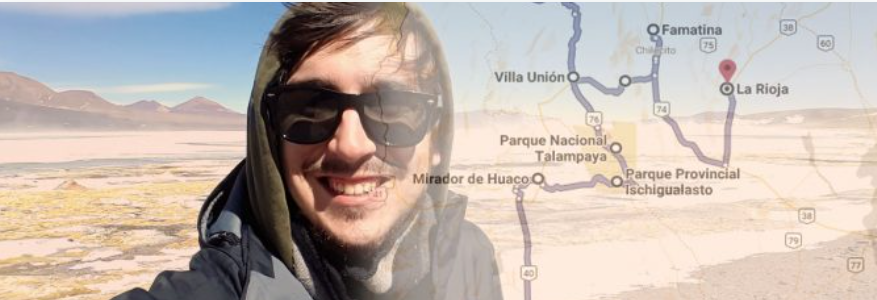 Famatina
38
75
60
Chilecito
Villa Unión
La Rioja
74
76
Parque Nacional
Talampaya
Mirador de Huaco
Parque Provincial
Ischigualasto
38
79
77
40